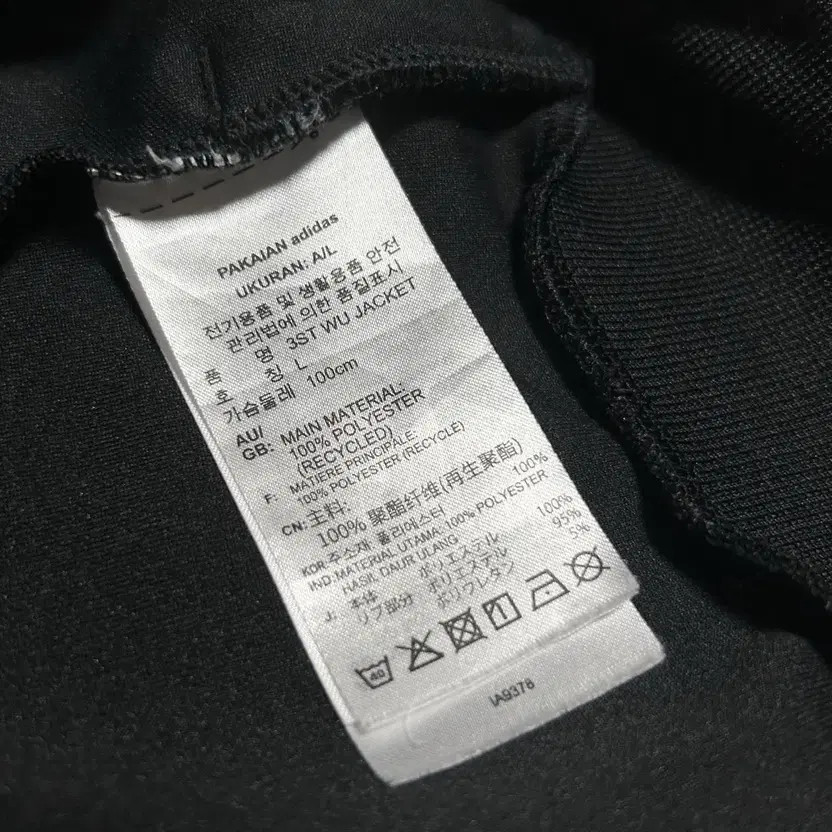 PAKAIAN adidas
UKURAN: A/L
전기용품 및 생활용품 안전
관리법에 의한 품질표시
품 명 3ST WU JACKET
호 칭 L
가슴둘레 100cm
AU/GB: MAIN MATERIAL:
100% POLYESTER
(RECYCLED)
F: MATIERE PRINCIPALE:
100% POLYESTER (RECYCLÉ)
CN: 主料:
100% 聚酯纤维(再生聚酯)
KOR: 주소재 폴리에스터 100%
IND: MATERIAL UTAMA: 100% POLYESTER
HASIL DAUR ULANG
J: 本体 ポリエステル 100%
リブ部分 ポリエステル 95%
ポリウレタン 5%
40
IA9378